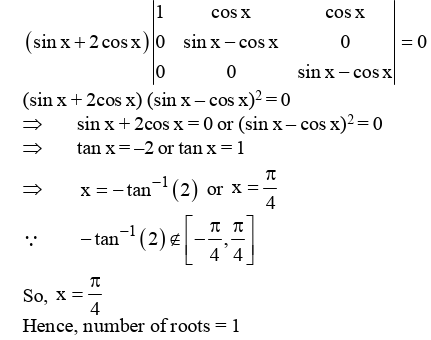 (sin x + 2 cos x) | 1 cos x cos x |
| 0 sin x – cos x 0 | = 0
| 0 0 sin x – cos x |
(sin x + 2cos x) (sin x – cos x)² = 0
⇒ sin x + 2cos x = 0 or (sin x – cos x)² = 0
⇒ tan x = –2 or tan x = 1
⇒ x = – tan⁻¹(2) or x = π/4
∵ – tan⁻¹(2) ∉ [–π/4, π/4]
So, x = π/4
Hence, number of roots = 1